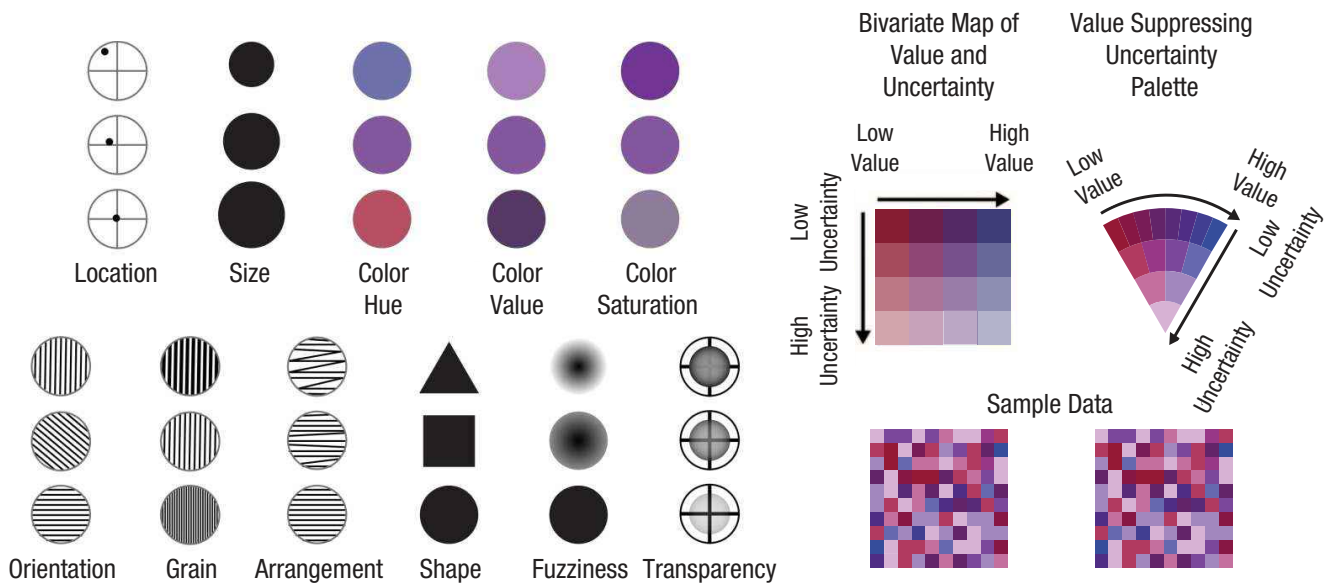 Location
Size
Color
Hue
Color
Value
Color
Saturation
Orientation
Grain
Arrangement
Shape
Fuzziness
Transparency
Bivariate Map of
Value and
Uncertainty
Low
Value
High
Value
Low
Uncertainty
High
Uncertainty
Value Suppressing
Uncertainty
Palette
Low
Value
High
Value
Low
Uncertainty
High
Uncertainty
Sample Data